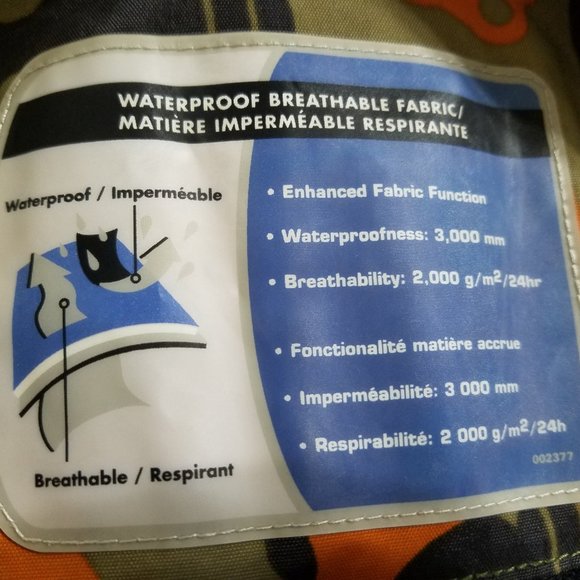 WATERPROOF BREATHABLE FABRIC/
MATIÈRE IMPERMÉABLE RESPIRANTE
Waterproof / Imperméable
Breathable / Respirant
• Enhanced Fabric Function
• Waterproofness: 3,000 mm
• Breathability: 2,000 g/m²/24hr
• Fonctionalité matière accrue
• Imperméabilité: 3 000 mm
• Respirabilité: 2 000 g/m²/24h
002377